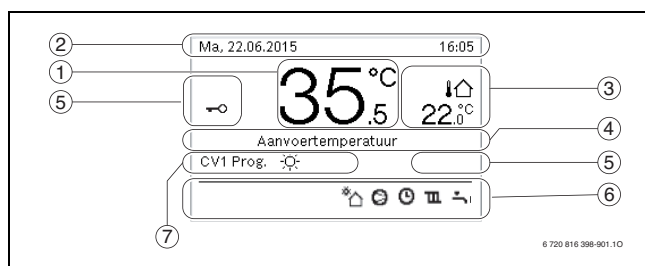 Ma, 22.06.2015 16:05
35.5 °C
22.0 °C
Aanvoertemperatuur
CV1 Prog.
2
1
5
3
4
5
6
7
6 720 816 398-901.1O